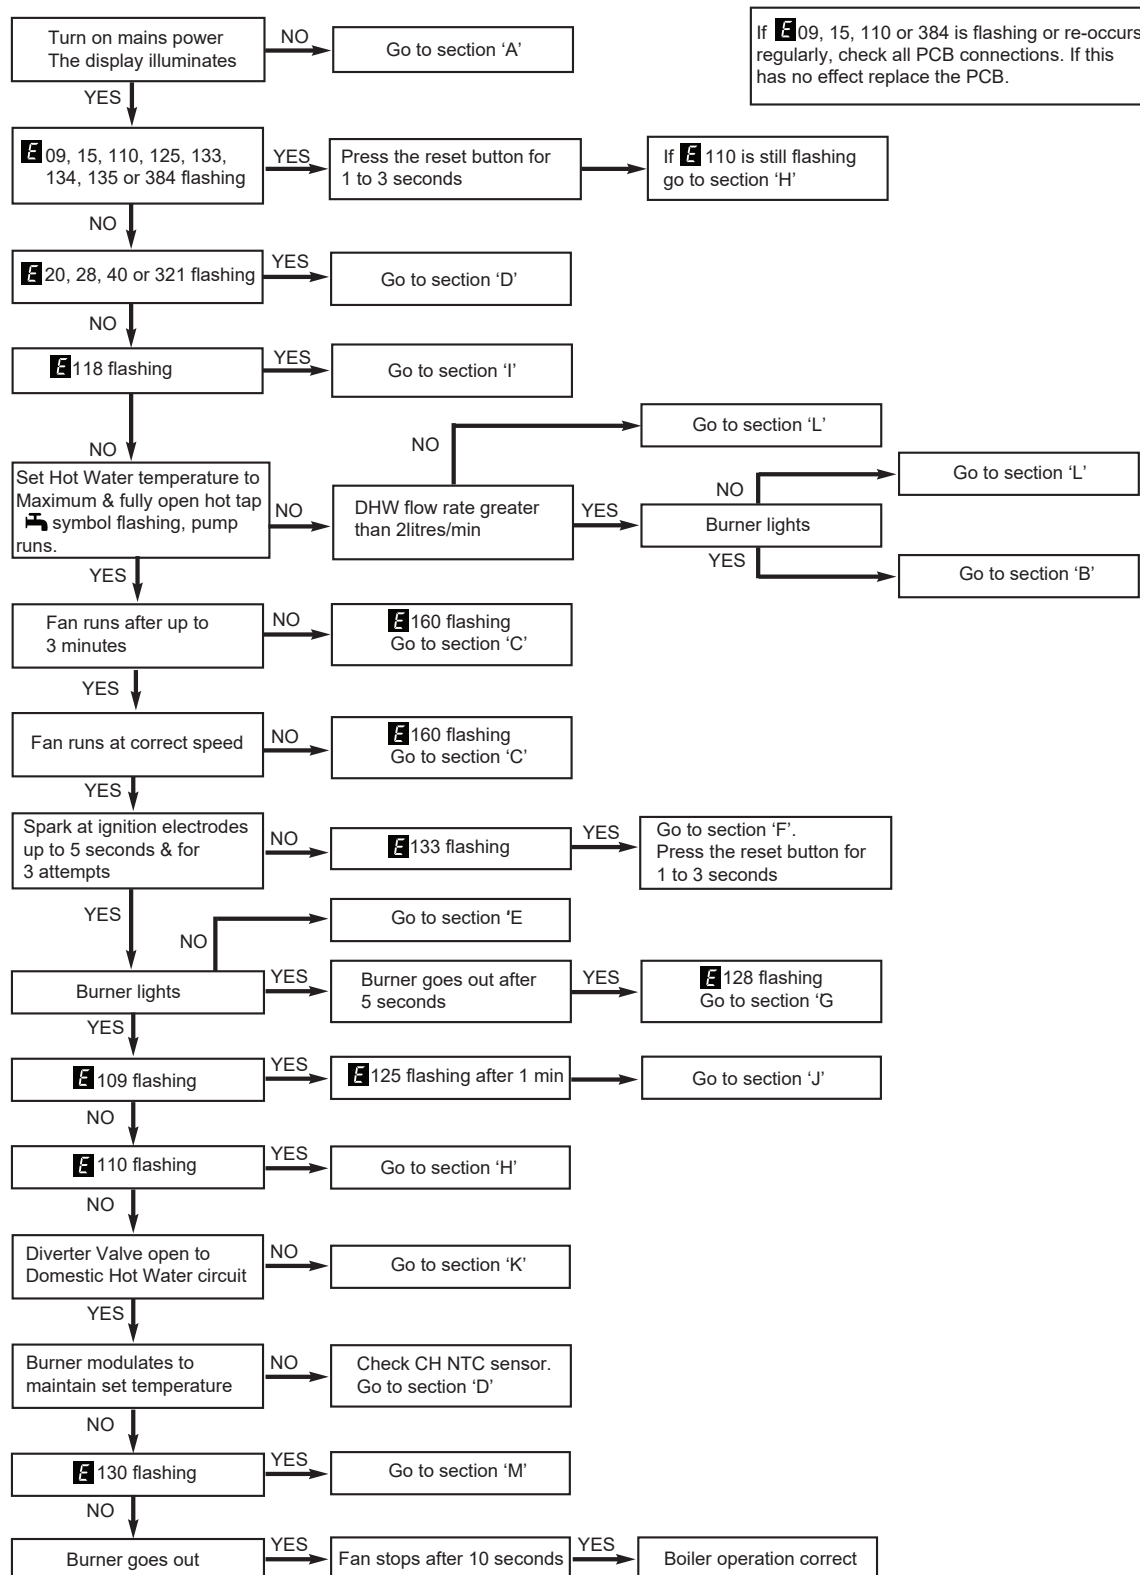 Turn on mains power
The display illuminates
NO
Go to section ‘A’
If E 09, 15, 110 or 384 is flashing or re-occurs
regularly, check all PCB connections. If this
has no effect replace the PCB.
YES
E 09, 15, 110, 125, 133,
134, 135 or 384 flashing
YES
Press the reset button for
1 to 3 seconds
If E 110 is still flashing
go to section ‘H’
NO
E 20, 28, 40 or 321 flashing
YES
Go to section ‘D’
NO
E 118 flashing
YES
Go to section ‘I’
NO
Set Hot Water temperature to
Maximum & fully open hot tap
symbol flashing, pump
runs.
NO
DHW flow rate greater
than 2litres/min
NO
Go to section ‘L’
YES
Burner lights
NO
Go to section ‘L’
YES
Go to section ‘B’
YES
Fan runs after up to
3 minutes
NO
E 160 flashing
Go to section ‘C’
YES
Fan runs at correct speed
NO
E 160 flashing
Go to section ‘C’
YES
Spark at ignition electrodes
up to 5 seconds & for
3 attempts
NO
E 133 flashing
YES
Go to section ‘F’.
Press the reset button for
1 to 3 seconds
YES
NO
Go to section 'E
Burner lights
YES
Burner goes out after
5 seconds
YES
E 128 flashing
Go to section ‘G
YES
E 109 flashing
YES
E 125 flashing after 1 min
Go to section ‘J’
NO
E 110 flashing
YES
Go to section ‘H’
NO
Diverter Valve open to
Domestic Hot Water circuit
NO
Go to section ‘K’
YES
Burner modulates to
maintain set temperature
NO
Check CH NTC sensor.
Go to section ‘D’
NO
E 130 flashing
YES
Go to section ‘M’
NO
Burner goes out
YES
Fan stops after 10 seconds
YES
Boiler operation correct